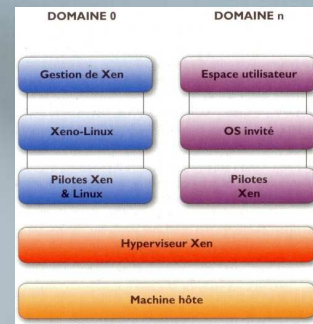 DOMAINE 0
DOMAINE n
Gestion de Xen
Espace utilisateur
Xeno-Linux
OS invité
Pilotes Xen
& Linux
Pilotes
Xen
Hyperviseur Xen
Machine hôte